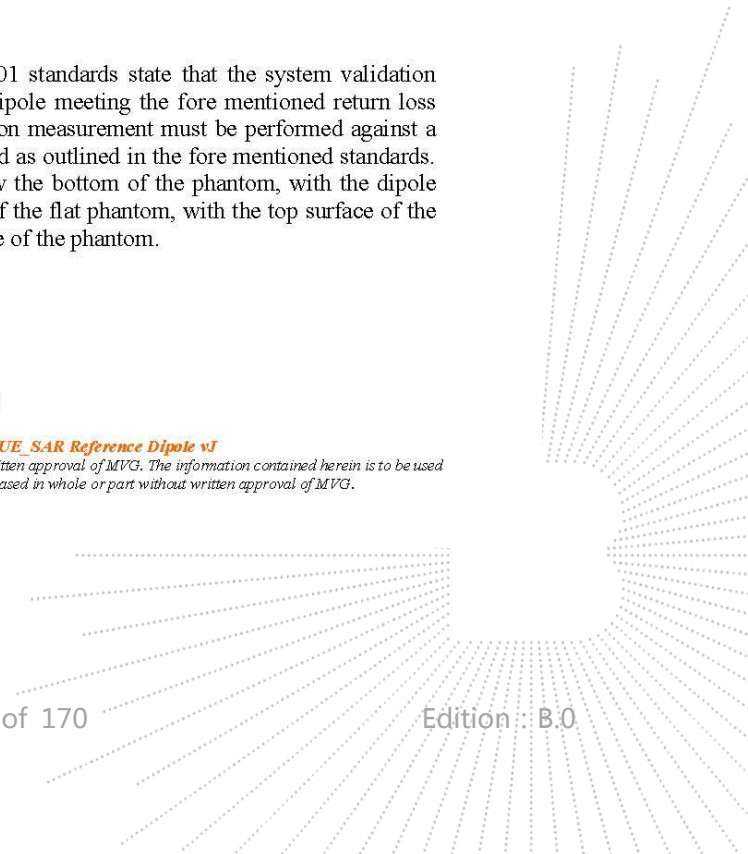 01 standards state that the system validation
ipole meeting the fore mentioned return loss
on measurement must be performed against a
d as outlined in the fore mentioned standards.
w the bottom of the phantom, with the dipole
f the flat phantom, with the top surface of the
e of the phantom.
UE_SAR Reference Dipole vJ
itten approval of MVG. The information contained herein is to be used
ased in whole or part without written approval of MVG.
of 170
Edition : B.0